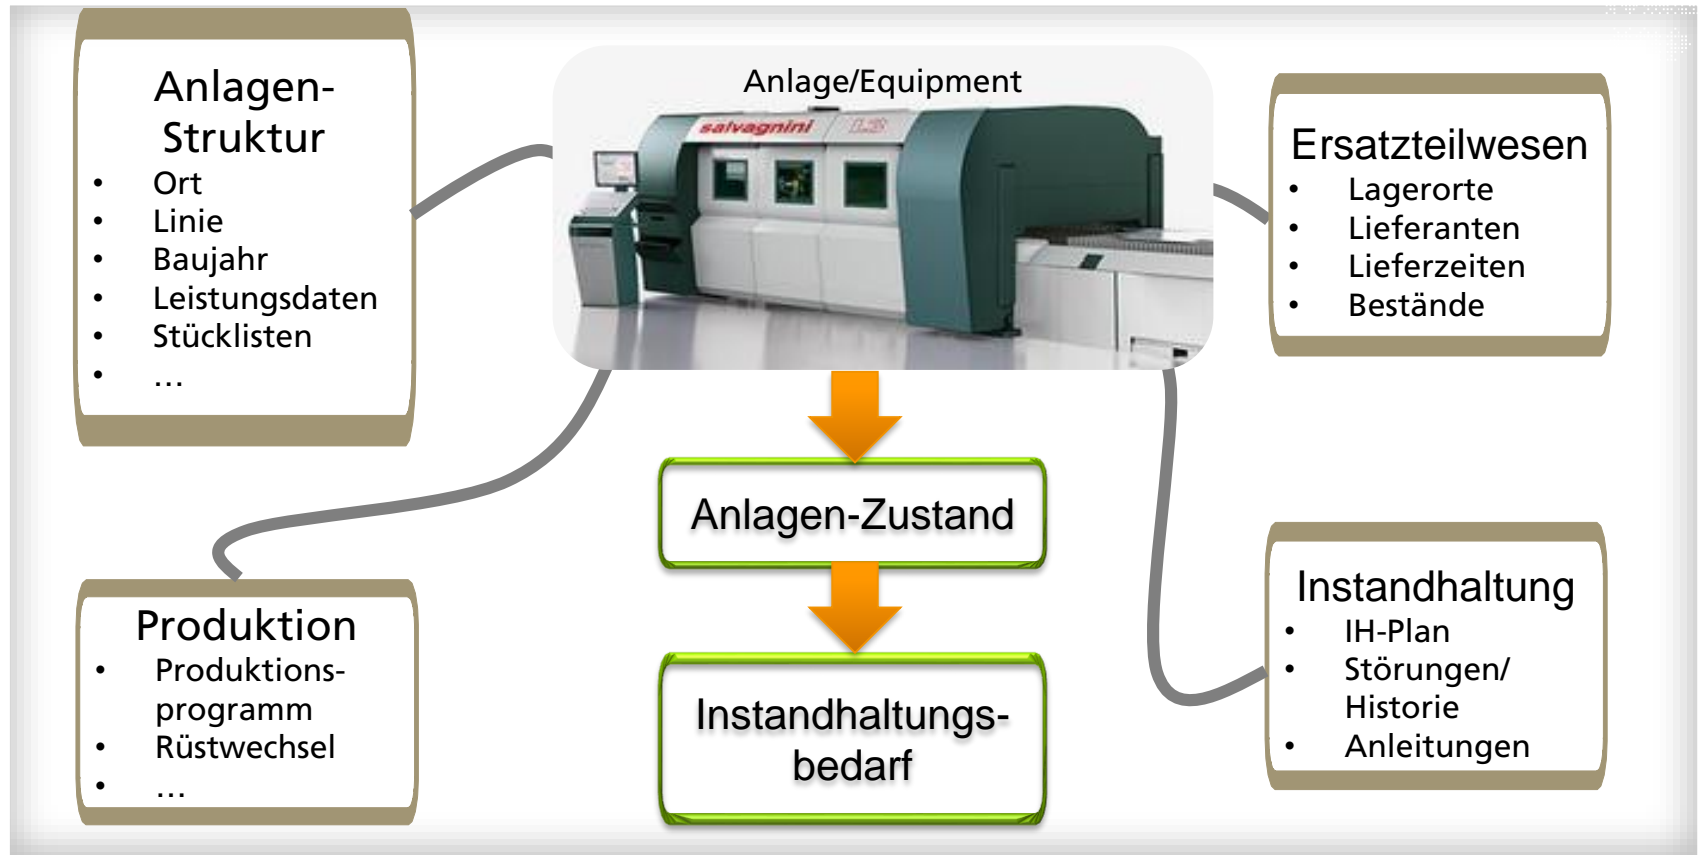 Anlagen-
Struktur
• Ort
• Linie
• Baujahr
• Leistungsdaten
• Stücklisten
• …
Anlage/Equipment
salvagnini L3
Ersatzteilwesen
• Lagerorte
• Lieferanten
• Lieferzeiten
• Bestände
Anlagen-Zustand
Instandhaltungs-
bedarf
Produktion
• Produktions-
programm
• Rüstwechsel
• …
Instandhaltung
• IH-Plan
• Störungen/
Historie
• Anleitungen